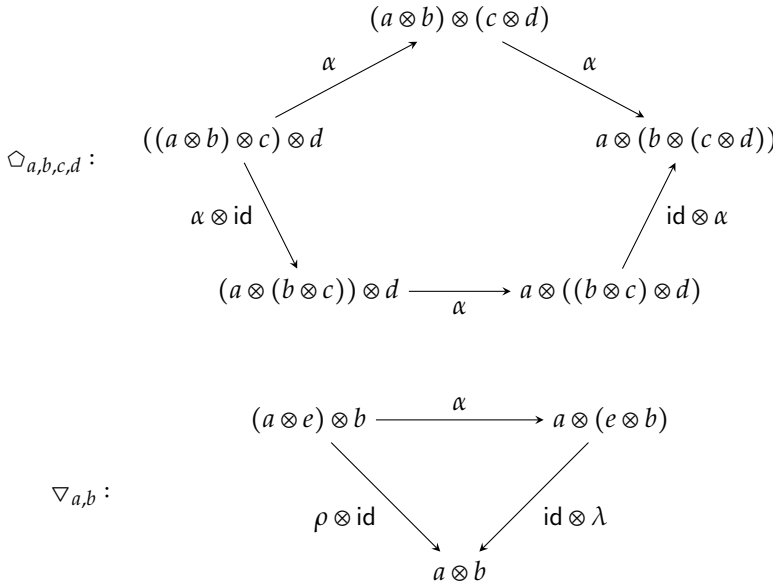 (a ⊗ b) ⊗ (c ⊗ d)
α α
((a ⊗ b) ⊗ c) ⊗ d a ⊗ (b ⊗ (c ⊗ d))
⬠a,b,c,d :
α ⊗ id id ⊗ α
(a ⊗ (b ⊗ c)) ⊗ d a ⊗ ((b ⊗ c) ⊗ d)
α
α
(a ⊗ e) ⊗ b a ⊗ (e ⊗ b)
▽a,b :
ρ ⊗ id id ⊗ λ
a ⊗ b